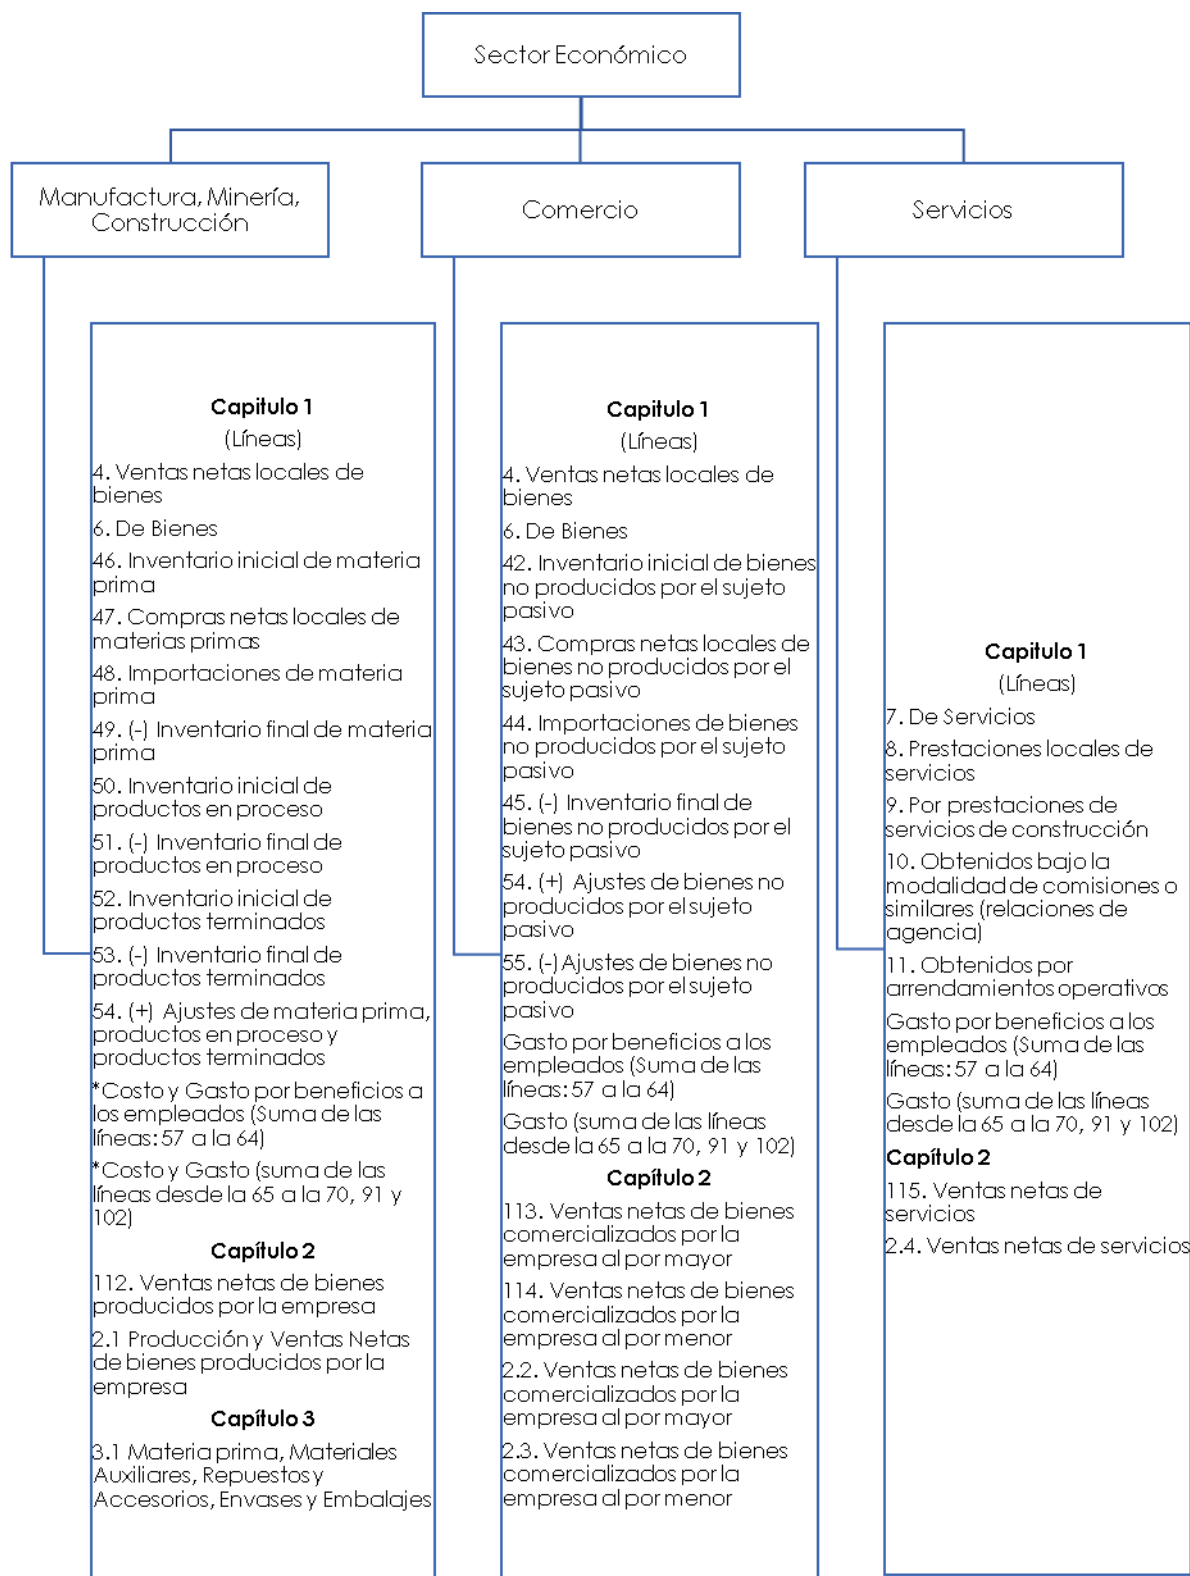 Sector Económico
Manufactura, Minería,
Construcción
Comercio
Servicios
Capitulo 1
(Líneas)
4. Ventas netas locales de
bienes
6. De Bienes
46. Inventario inicial de materia
prima
47. Compras netas locales de
materias primas
48. Importaciones de materia
prima
49. (-) Inventario final de materia
prima
50. Inventario inicial de
productos en proceso
51. (-) Inventario final de
productos en proceso
52. Inventario inicial de
productos terminados
53. (-) Inventario final de
productos terminados
54. (+) Ajustes de materia prima,
productos en proceso y
productos terminados
*Costo y Gasto por beneficios a
los empleados (Suma de las
líneas: 57 a la 64)
*Costo y Gasto (suma de las
líneas desde la 65 a la 70, 91 y
102)
Capítulo 2
112. Ventas netas de bienes
producidos por la empresa
2.1 Producción y Ventas Netas
de bienes producidos por la
empresa
Capítulo 3
3.1 Materia prima, Materiales
Auxiliares, Repuestos y
Accesorios, Envases y Embalajes
Capitulo 1
(Líneas)
4. Ventas netas locales de
bienes
6. De Bienes
42. Inventario inicial de bienes
no producidos por el sujeto
pasivo
43. Compras netas locales de
bienes no producidos por el
sujeto pasivo
44. Importaciones de bienes
no producidos por el sujeto
pasivo
45. (-) Inventario final de
bienes no producidos por el
sujeto pasivo
54. (+) Ajustes de bienes no
producidos por el sujeto
pasivo
55. (-) Ajustes de bienes no
producidos por el sujeto
pasivo
Gasto por beneficios a los
empleados (Suma de las
líneas: 57 a la 64)
Gasto (suma de las líneas
desde la 65 a la 70, 91 y 102)
Capítulo 2
113. Ventas netas de bienes
comercializados por la
empresa al por mayor
114. Ventas netas de bienes
comercializados por la
empresa al por menor
2.2. Ventas netas de bienes
comercializados por la
empresa al por mayor
2.3. Ventas netas de bienes
comercializados por la
empresa al por menor
Capitulo 1
(Líneas)
7. De Servicios
8. Prestaciones locales de
servicios
9. Por prestaciones de
servicios de construcción
10. Obtenidos bajo la
modalidad de comisiones o
similares (relaciones de
agencia)
11. Obtenidos por
arrendamientos operativos
Gasto por beneficios a los
empleados (Suma de las
líneas: 57 a la 64)
Gasto (suma de las líneas
desde la 65 a la 70, 91 y 102)
Capítulo 2
115. Ventas netas de
servicios
2.4. Ventas netas de servicios